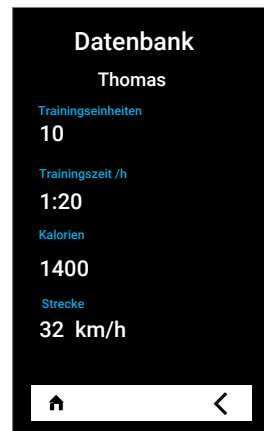 Datenbank
Thomas
Trainingseinheiten
10
Trainingszeit /h
1:20
Kalorien
1400
Strecke
32 km/h